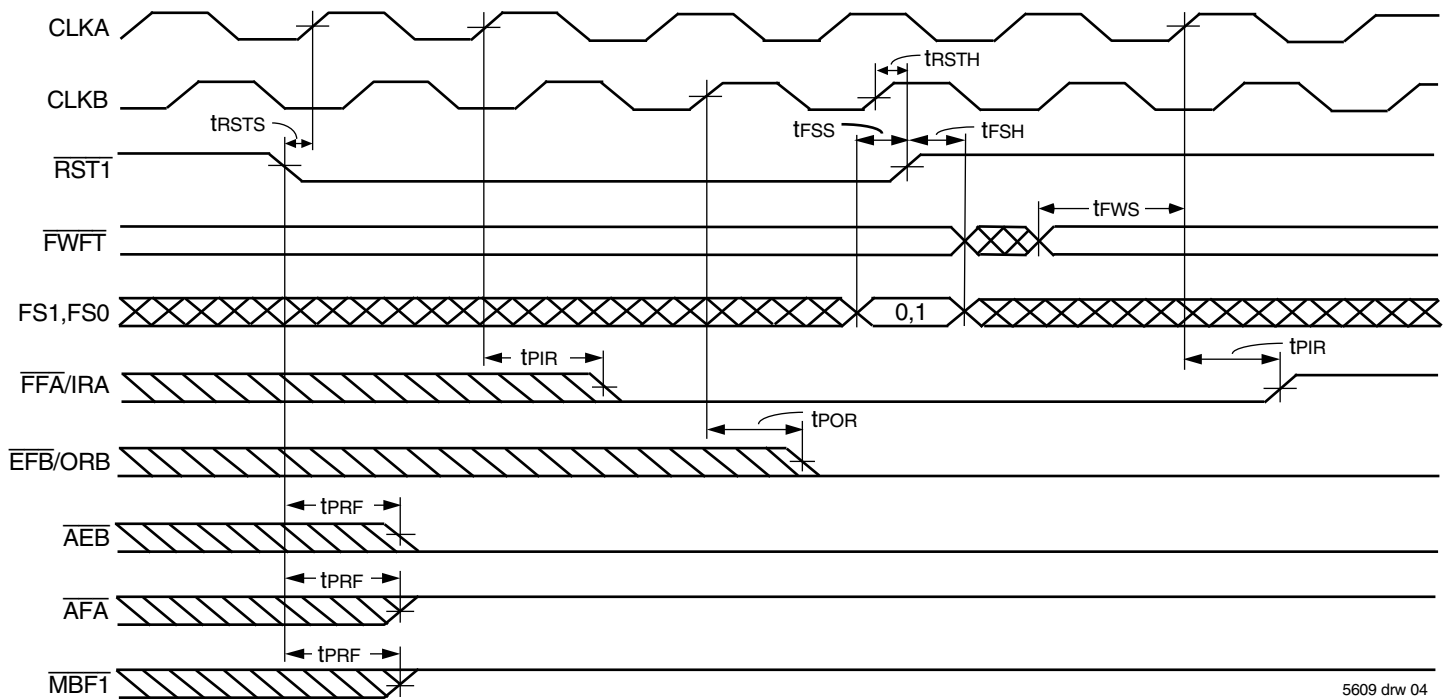 CLKA
CLKB
tRSTH
tRSTS
tFSS
tFSH
RST1
tFWS
FWFT
FS1,FS0
0,1
tPIR
tPIR
FFA/IRA
tPOR
EFB/ORB
tPRF
AEB
tPRF
AFA
tPRF
MBF1
5609 drw 04